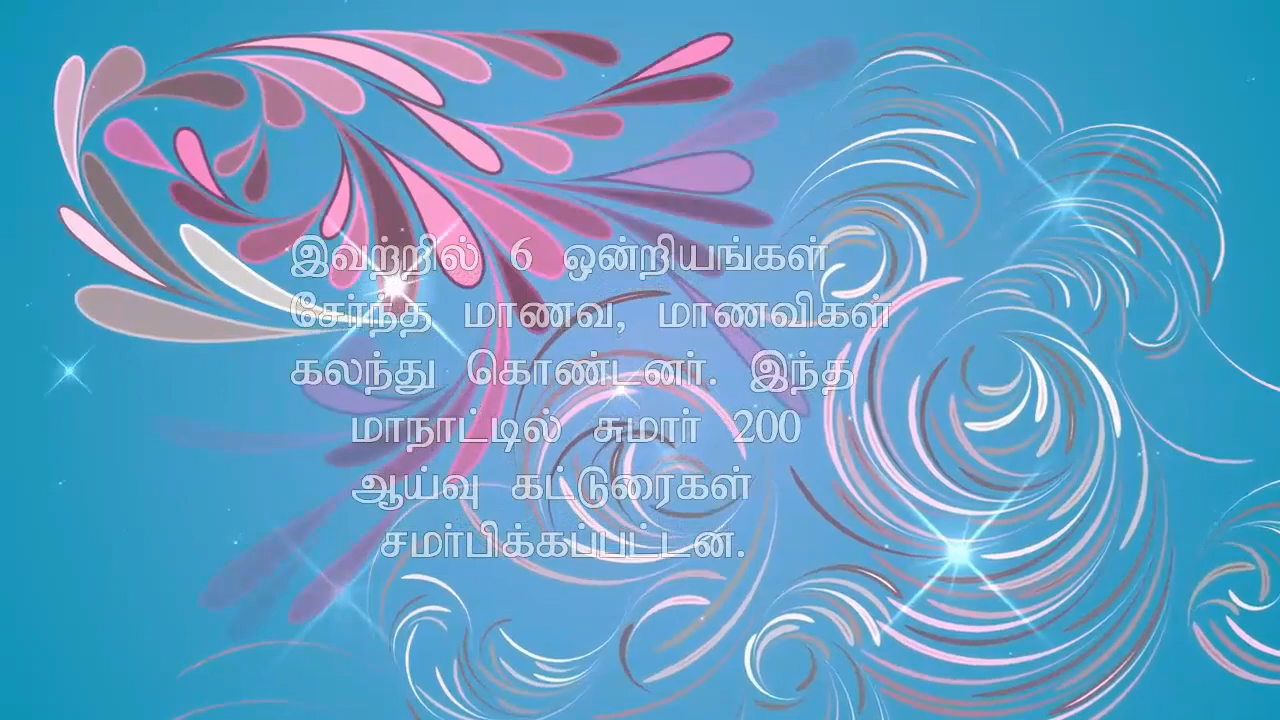 இவற்றில் 6 ஒன்றியங்கள்
சேர்ந்த மாணவ, மாணவிகள்
கலந்து கொண்டனர். இந்த
மாநாட்டில் சுமார் 200
ஆய்வு கட்டுரைகள்
சமர்பிக்கப்பட்டன.